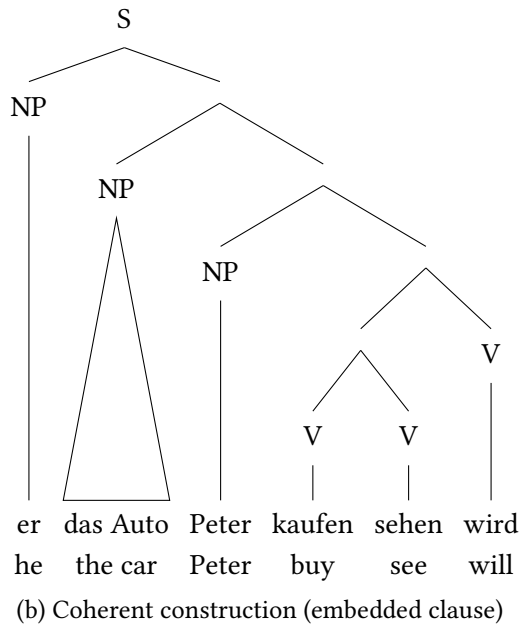 S
NP
NP
NP
V
V V
er das Auto Peter kaufen sehen wird
he the car Peter buy see will
(b) Coherent construction (embedded clause)